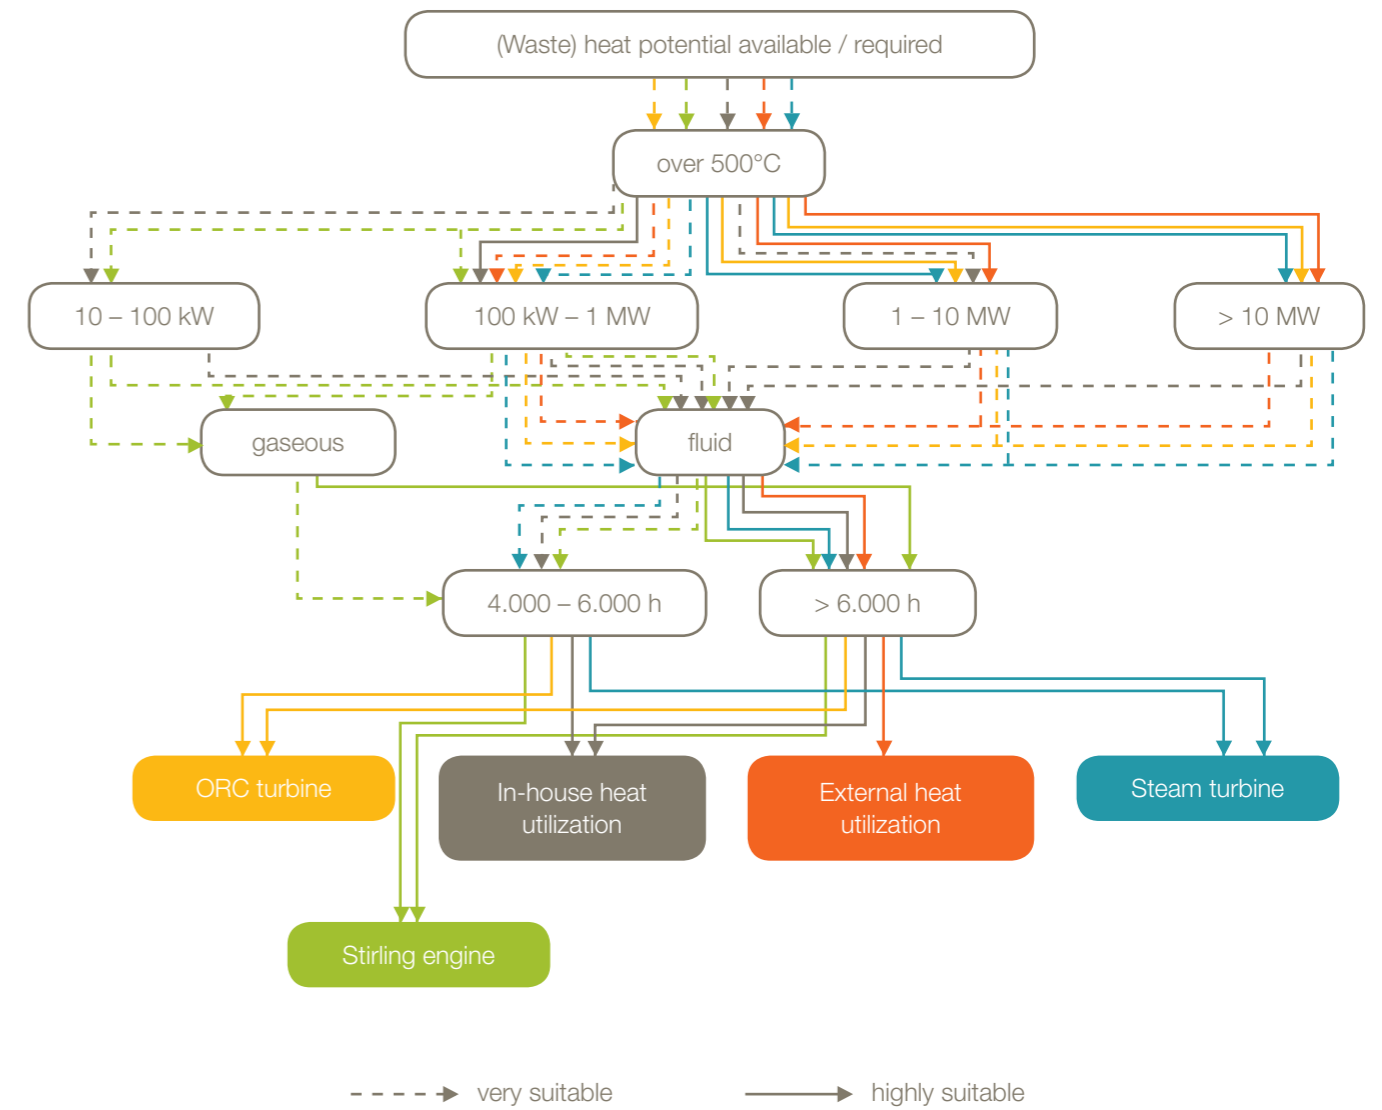 (Waste) heat potential available / required
over 500°C
10 – 100 kW
100 kW – 1 MW
1 – 10 MW
> 10 MW
gaseous
fluid
4.000 – 6.000 h
> 6.000 h
ORC turbine
In-house heat
utilization
External heat
utilization
Steam turbine
Stirling engine
very suitable
highly suitable